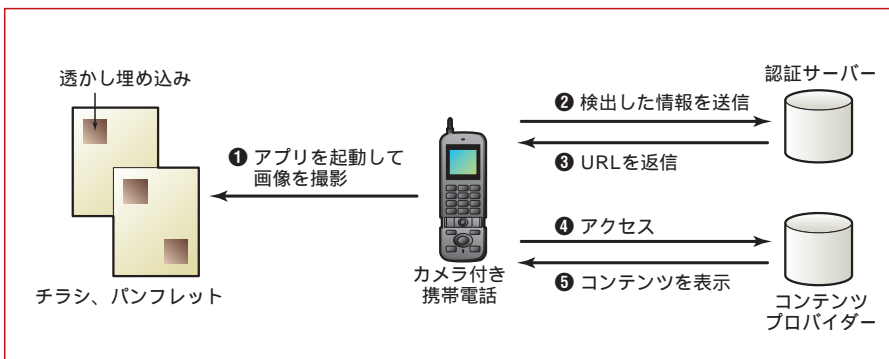 透かし埋め込み
❶ アプリを起動して
画像を撮影
チラシ、パンフレット
カメラ付き
携帯電話
認証サーバー
❷ 検出した情報を送信
❸ URLを返信
❹ アクセス
❺ コンテンツを表示
コンテンツ
プロバイダー